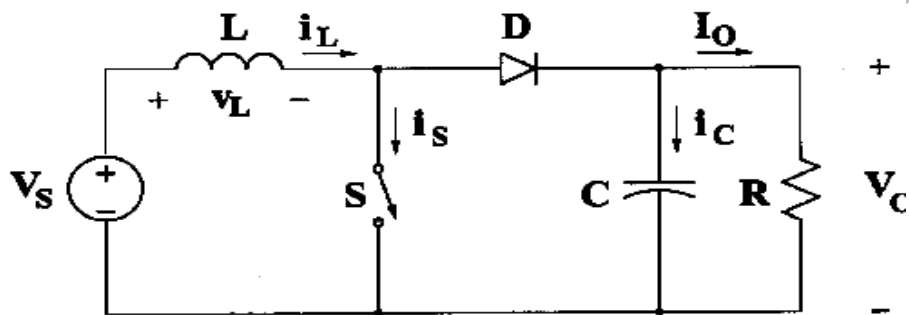 L i_L D I_O
+ v_L − +
i_S i_C
V_S + − S C R V_O
−